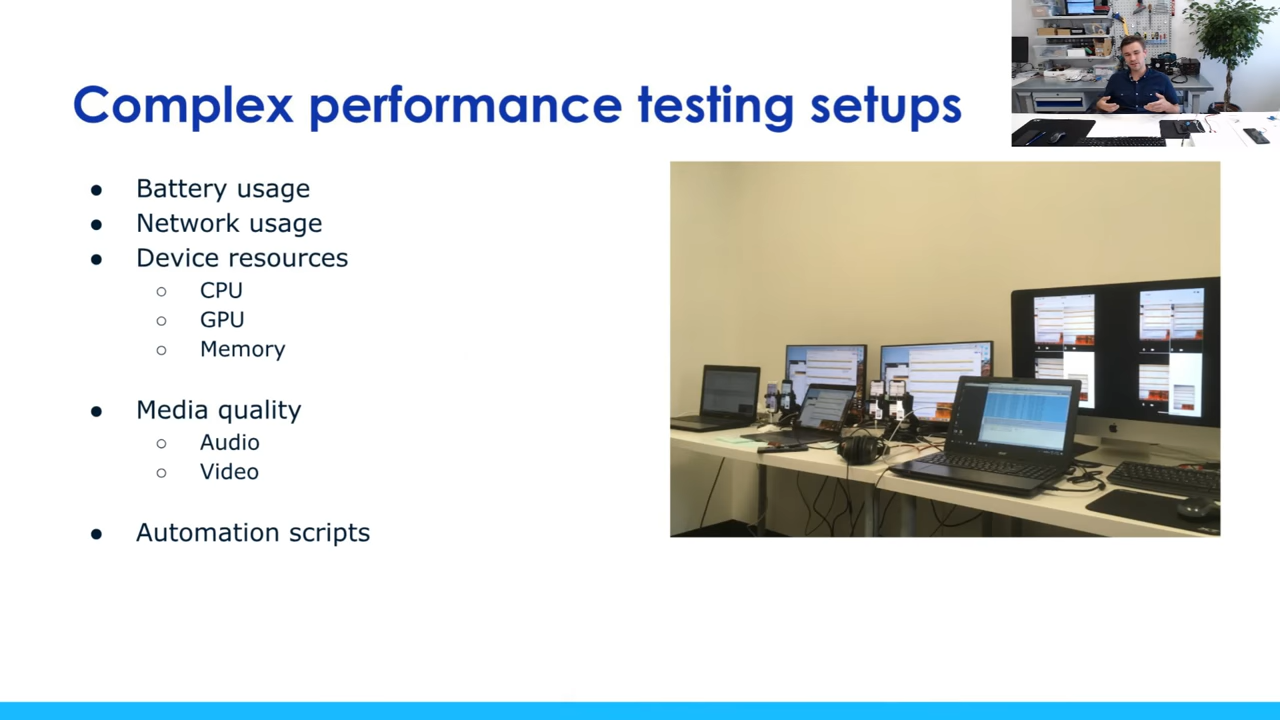 Complex performance testing setups
● Battery usage
● Network usage
● Device resources
○ CPU
○ GPU
○ Memory
● Media quality
○ Audio
○ Video
● Automation scripts